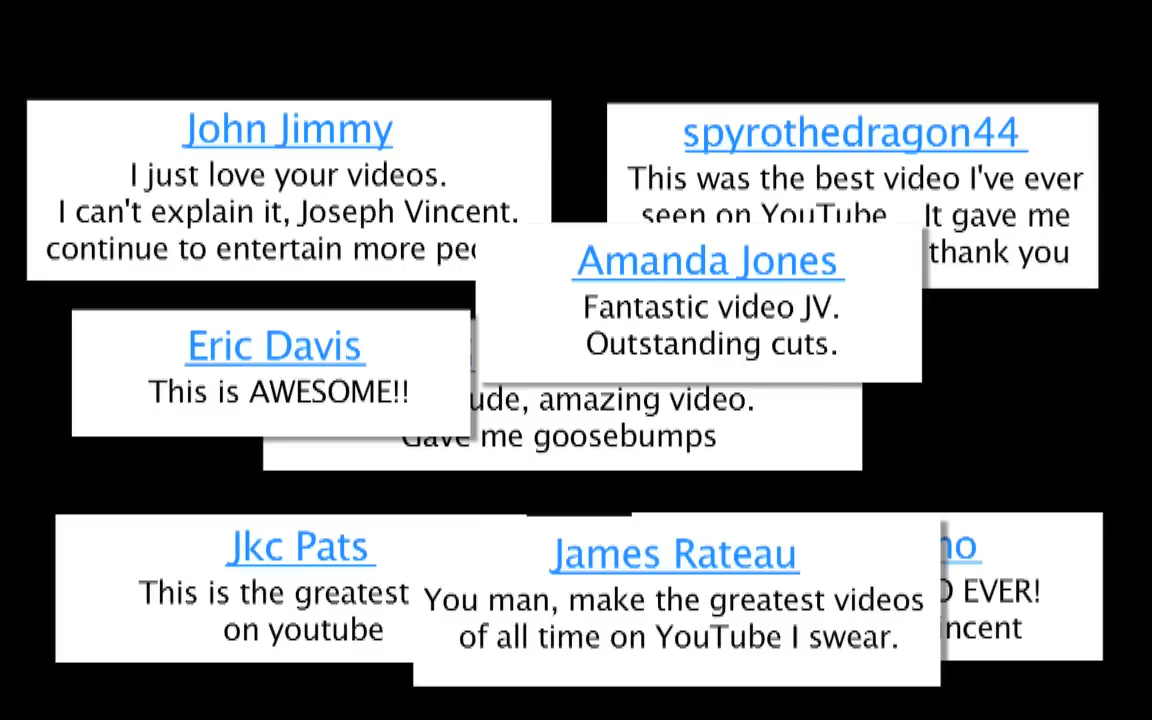 John Jimmy
I just love your videos.
I can't explain it, Joseph Vincent.
continue to entertain more
spyrothedragon44
This was the best video I've ever
seen on YouTube. It gave me
thank you
Amanda Jones
Fantastic video JV.
Outstanding cuts.
Eric Davis
This is AWESOME!!
amazing video.
Gave me goosebumps
Jkc Pats
This is the greatest
on youtube
James Rateau
You man, make the greatest videos
of all time on YouTube I swear.
EVER!